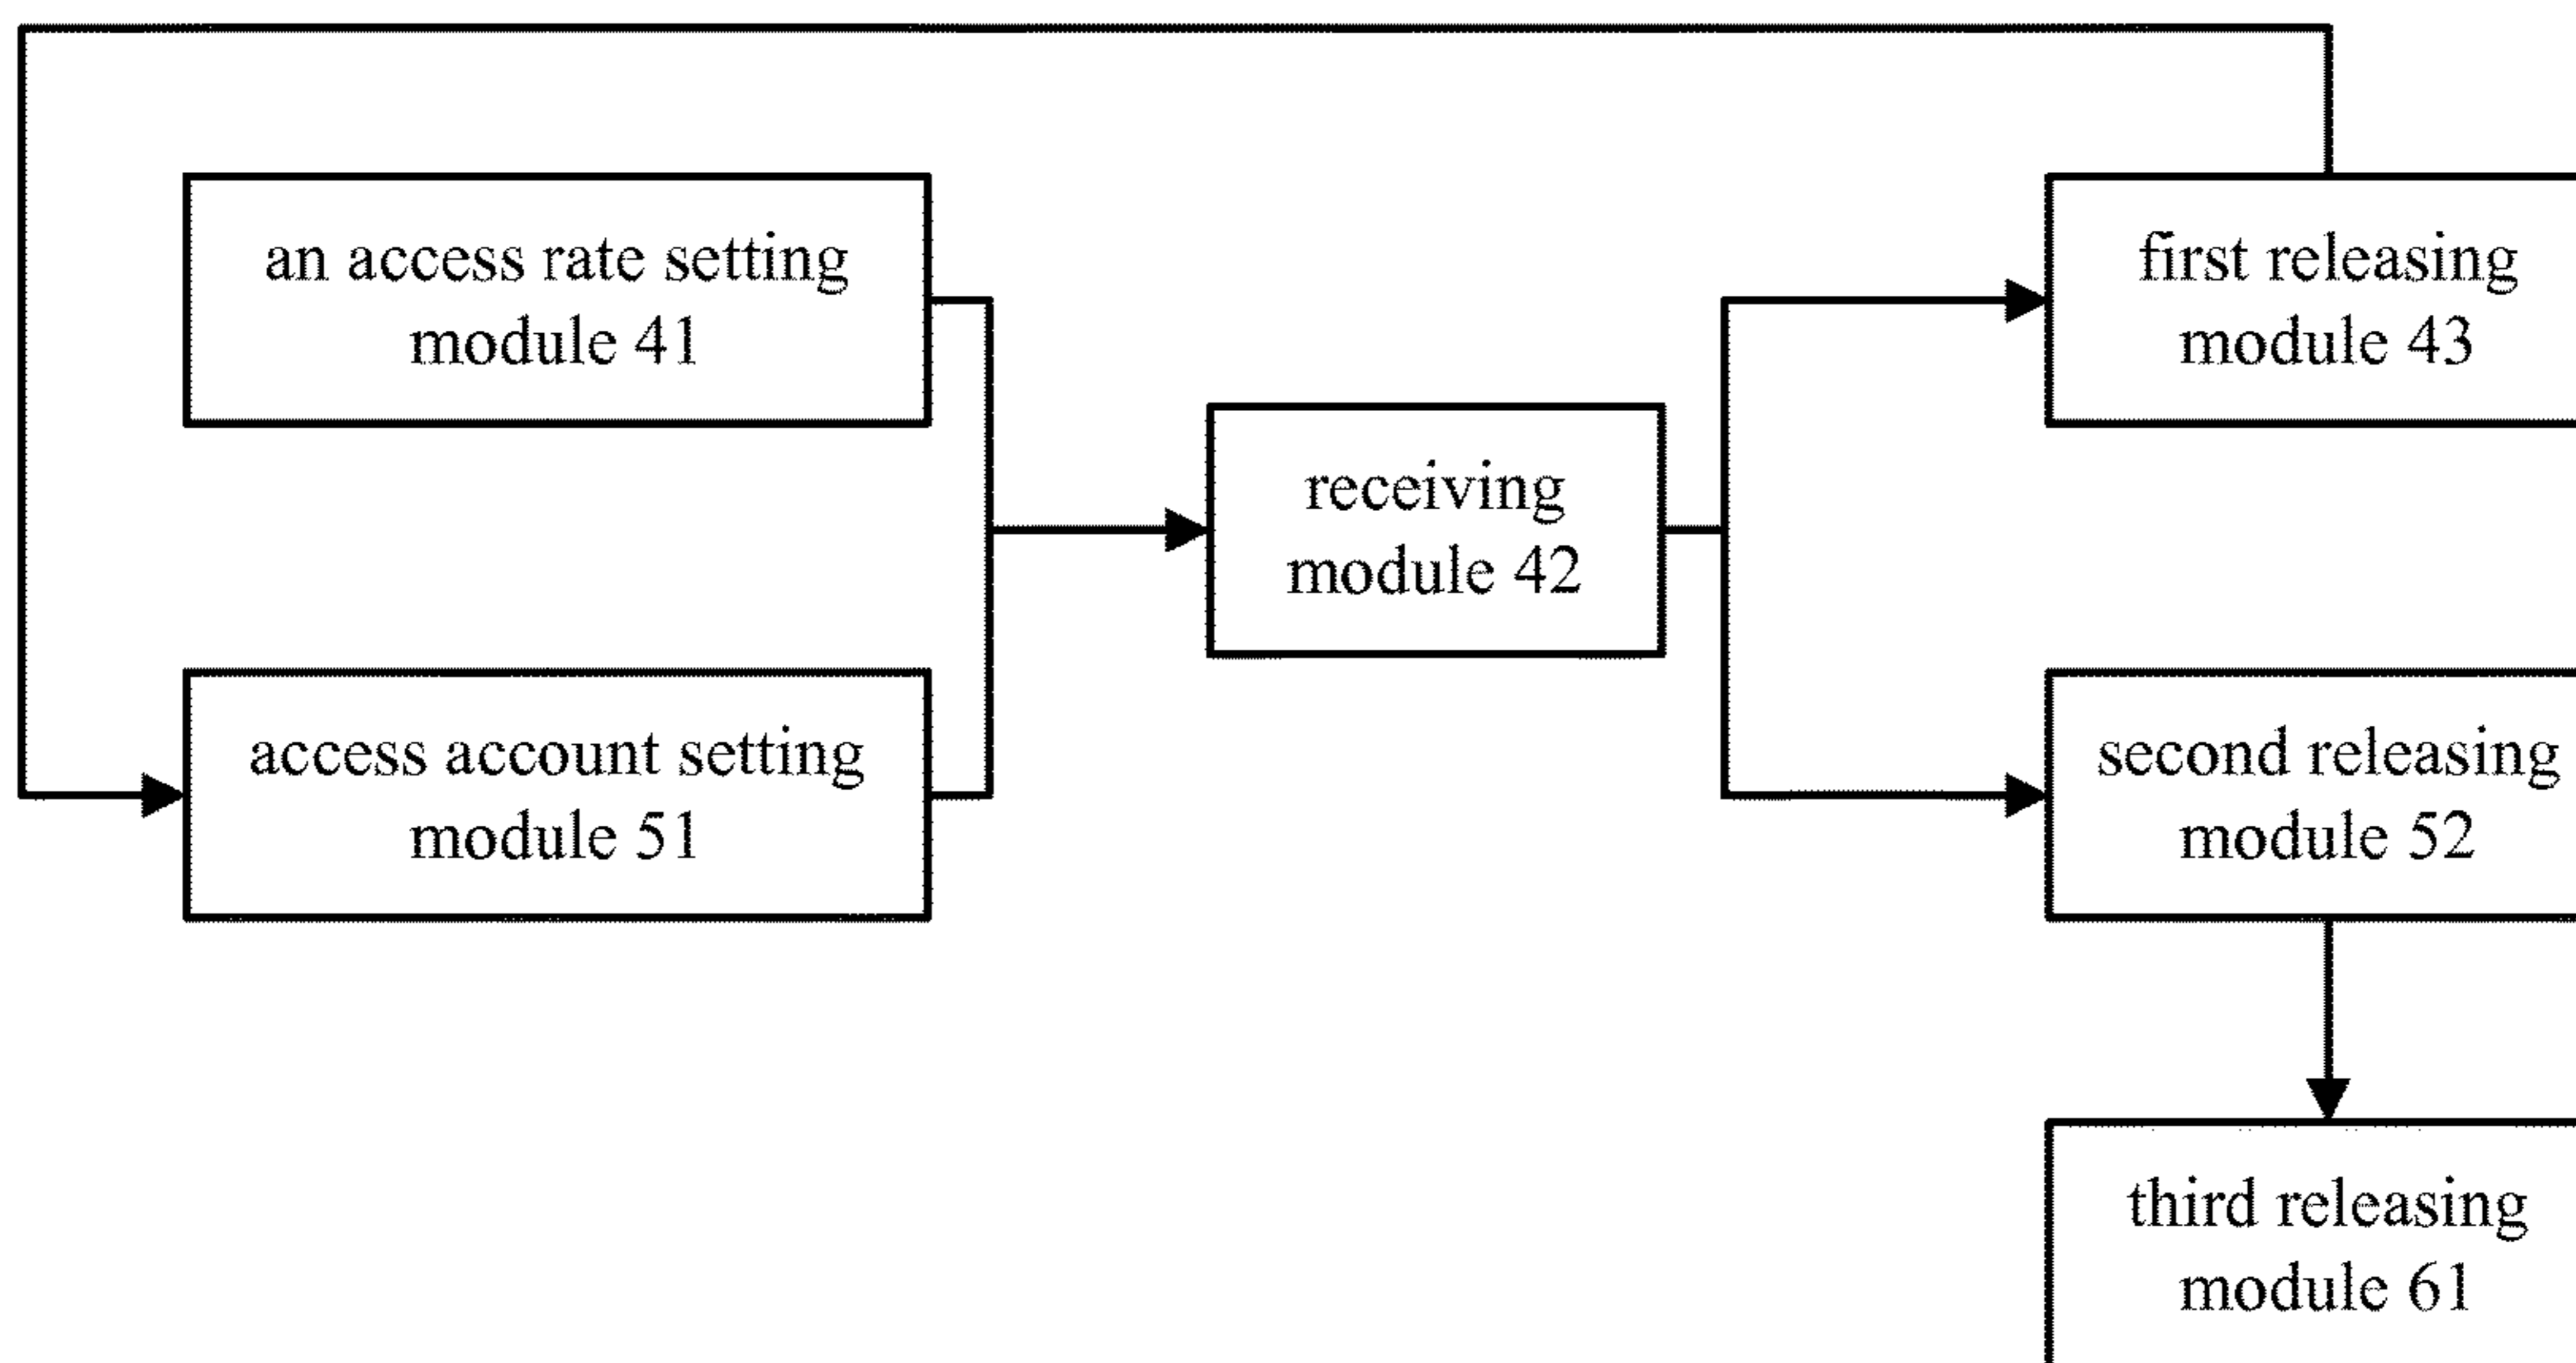 an access rate setting
module 41
first releasing
module 43
receiving
module 42
access account setting
module 51
second releasing
module 52
third releasing
module 61